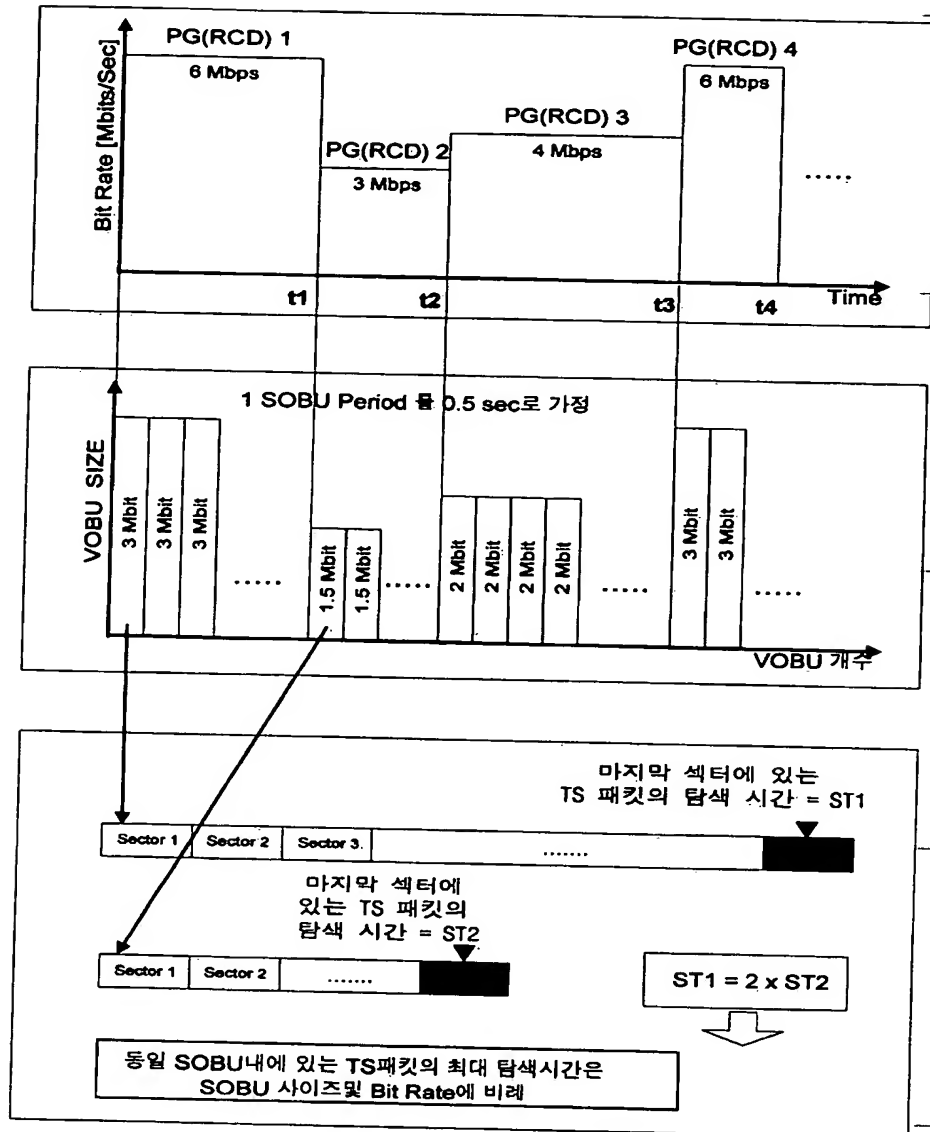 Bit Rate [Mbits/Sec]
PG(RCD) 1
6 Mbps
PG(RCD) 2
3 Mbps
PG(RCD) 3
4 Mbps
PG(RCD) 4
6 Mbps
.....
t1
t2
t3
t4
Time
1 SOBU Period 를 0.5 sec로 가정
VOBU SIZE
3 Mbit
3 Mbit
3 Mbit
.....
1.5 Mbit
1.5 Mbit
.....
2 Mbit
2 Mbit
2 Mbit
2 Mbit
.....
3 Mbit
3 Mbit
.....
VOBU 개수
마지막 섹터에 있는
TS 패킷의 탐색 시간 = ST1
Sector 1
Sector 2
Sector 3.
.......
마지막 섹터에
있는 TS 패킷의
탐색 시간 = ST2
Sector 1
Sector 2
.......
ST1 = 2 x ST2
동일 SOBU내에 있는 TS패킷의 최대 탐색시간은
SOBU 사이즈및 Bit Rate에 비례